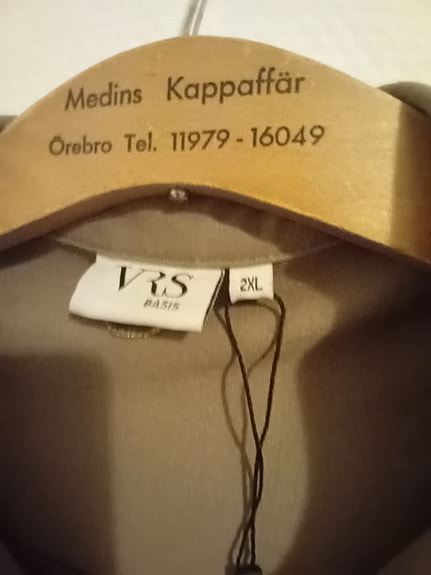 Medins Kappaffär
Örebro Tel. 11979 - 16049
VRS
BASIS
2XL